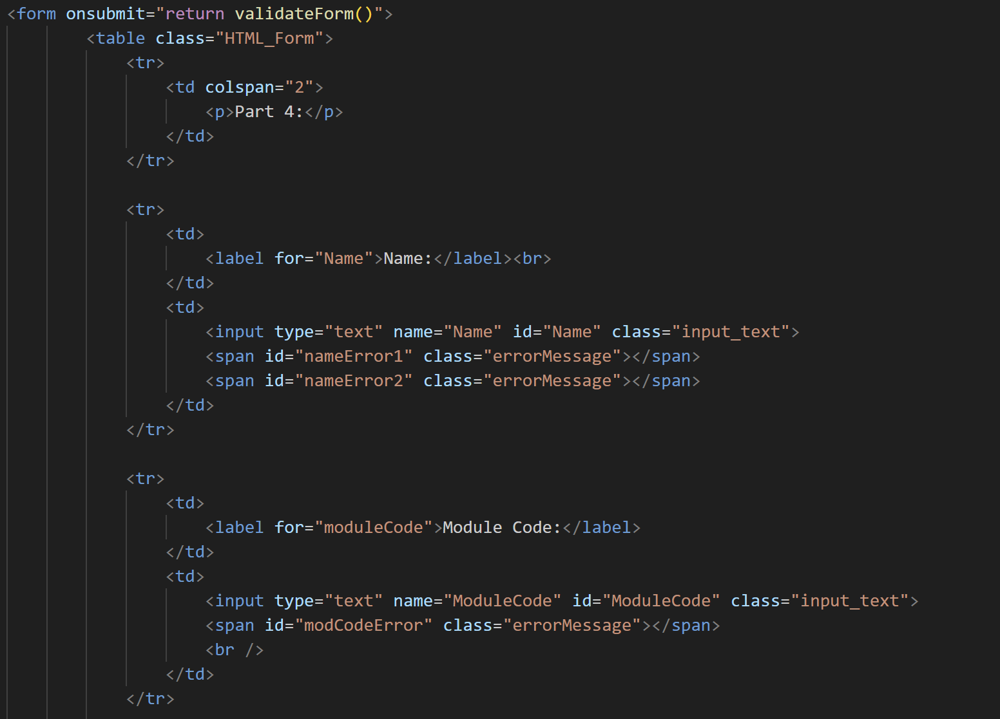 <form onsubmit="return validateForm()">
<table class="HTML_Form">
<tr>
<td colspan="2">
<p>Part 4:</p>
</td>
</tr>
<tr>
<td>
<label for="Name">Name:</label><br>
</td>
<td>
<input type="text" name="Name" id="Name" class="input_text">
<span id="nameError1" class="errorMessage"></span>
<span id="nameError2" class="errorMessage"></span>
</td>
</tr>
<tr>
<td>
<label for="moduleCode">Module Code:</label>
</td>
<td>
<input type="text" name="ModuleCode" id="ModuleCode" class="input_text">
<span id="modCodeError" class="errorMessage"></span>
<br />
</td>
</tr>